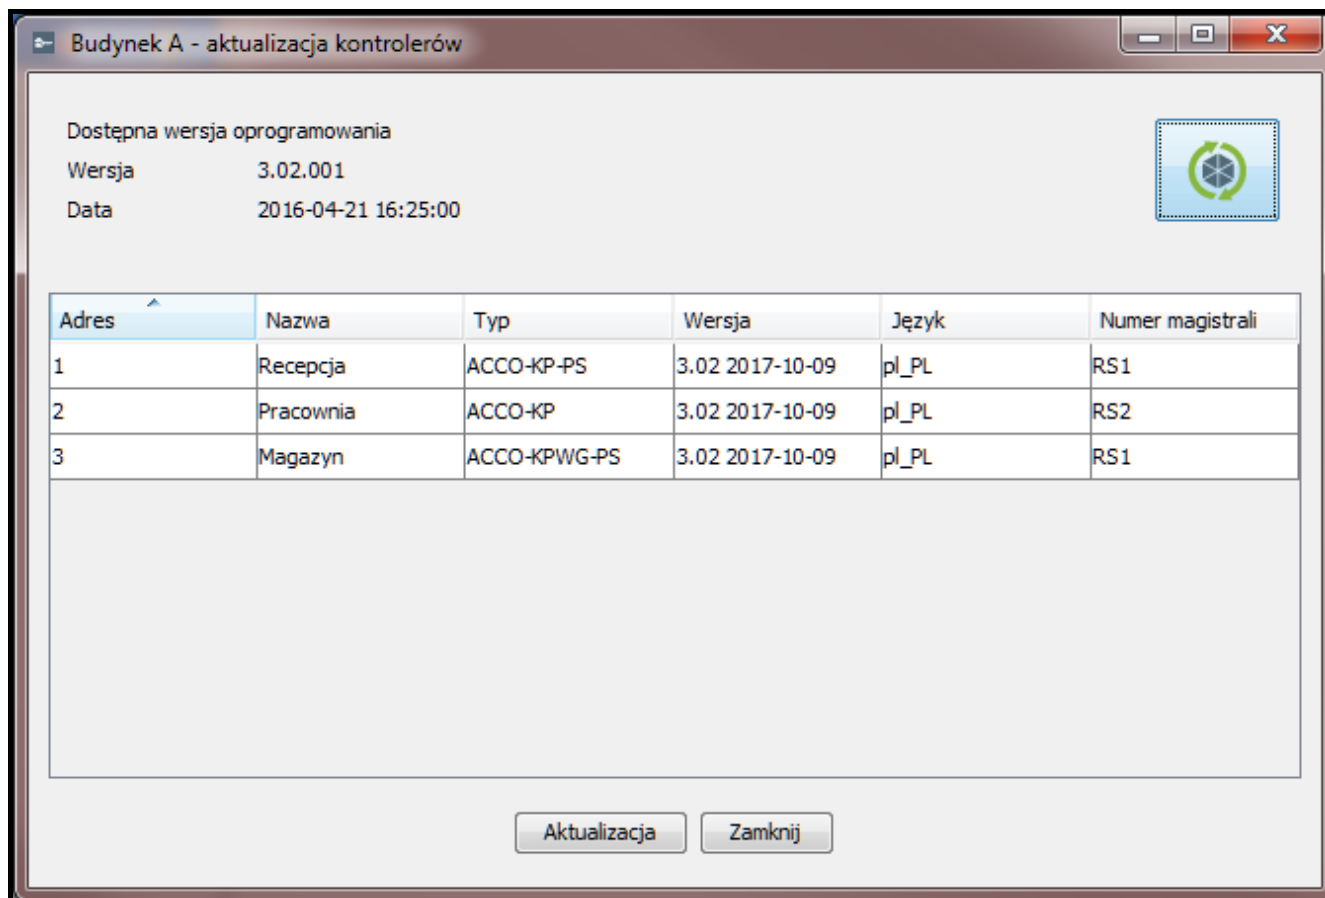 Budynek A - aktualizacja kontrolerów
Dostępna wersja oprogramowania
Wersja 3.02.001
Data 2016-04-21 16:25:00
Adres Nazwa Typ Wersja Język Numer magistrali
1 Recepcja ACCO-KP-PS 3.02 2017-10-09 pl_PL RS1
2 Pracownia ACCO-KP 3.02 2017-10-09 pl_PL RS2
3 Magazyn ACCO-KPWG-PS 3.02 2017-10-09 pl_PL RS1
Aktualizacja Zamknij